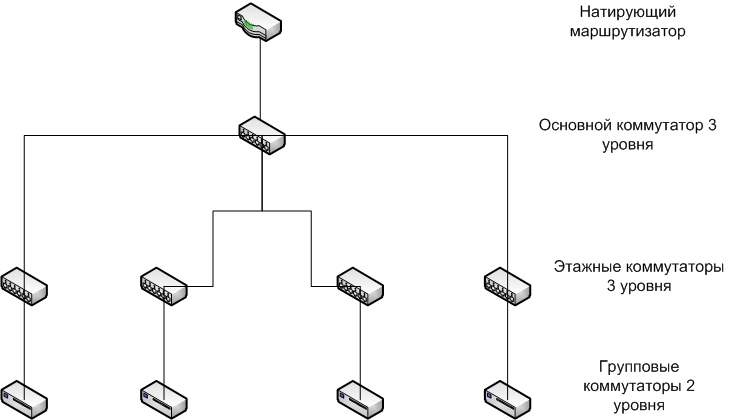 Натирующий
маршрутизатор
Основной коммутатор 3
уровня
Этажные коммутаторы
3 уровня
Групповые
коммутаторы 2
уровня